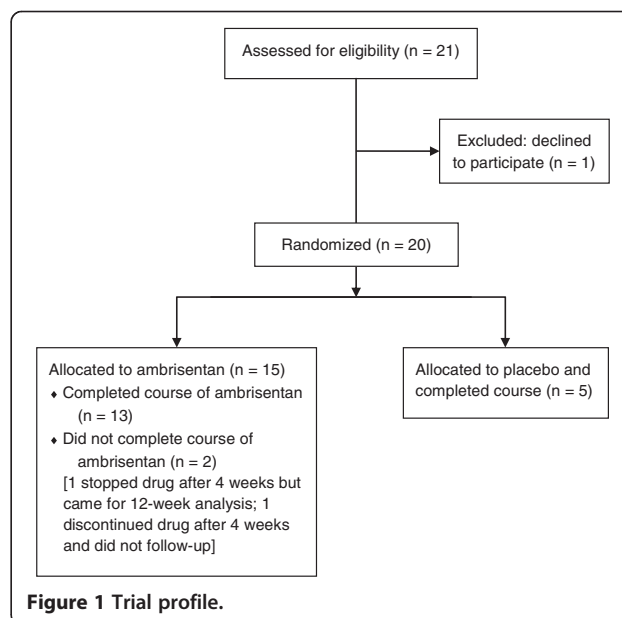 Assessed for eligibility (n = 21)
Excluded: declined
to participate (n = 1)
Randomized (n = 20)
Allocated to ambrisentan (n = 15)
♦ Completed course of ambrisentan
(n = 13)
♦ Did not complete course of
ambrisentan (n = 2)
[1 stopped drug after 4 weeks but
came for 12-week analysis; 1
discontinued drug after 4 weeks
and did not follow-up]
Allocated to placebo and
completed course (n = 5)
Figure 1 Trial profile.